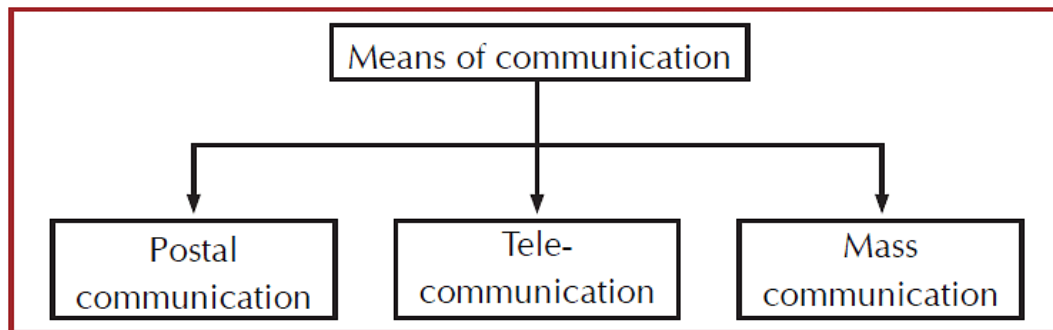 Means of communication
Postal
communication
Tele-
communication
Mass
communication